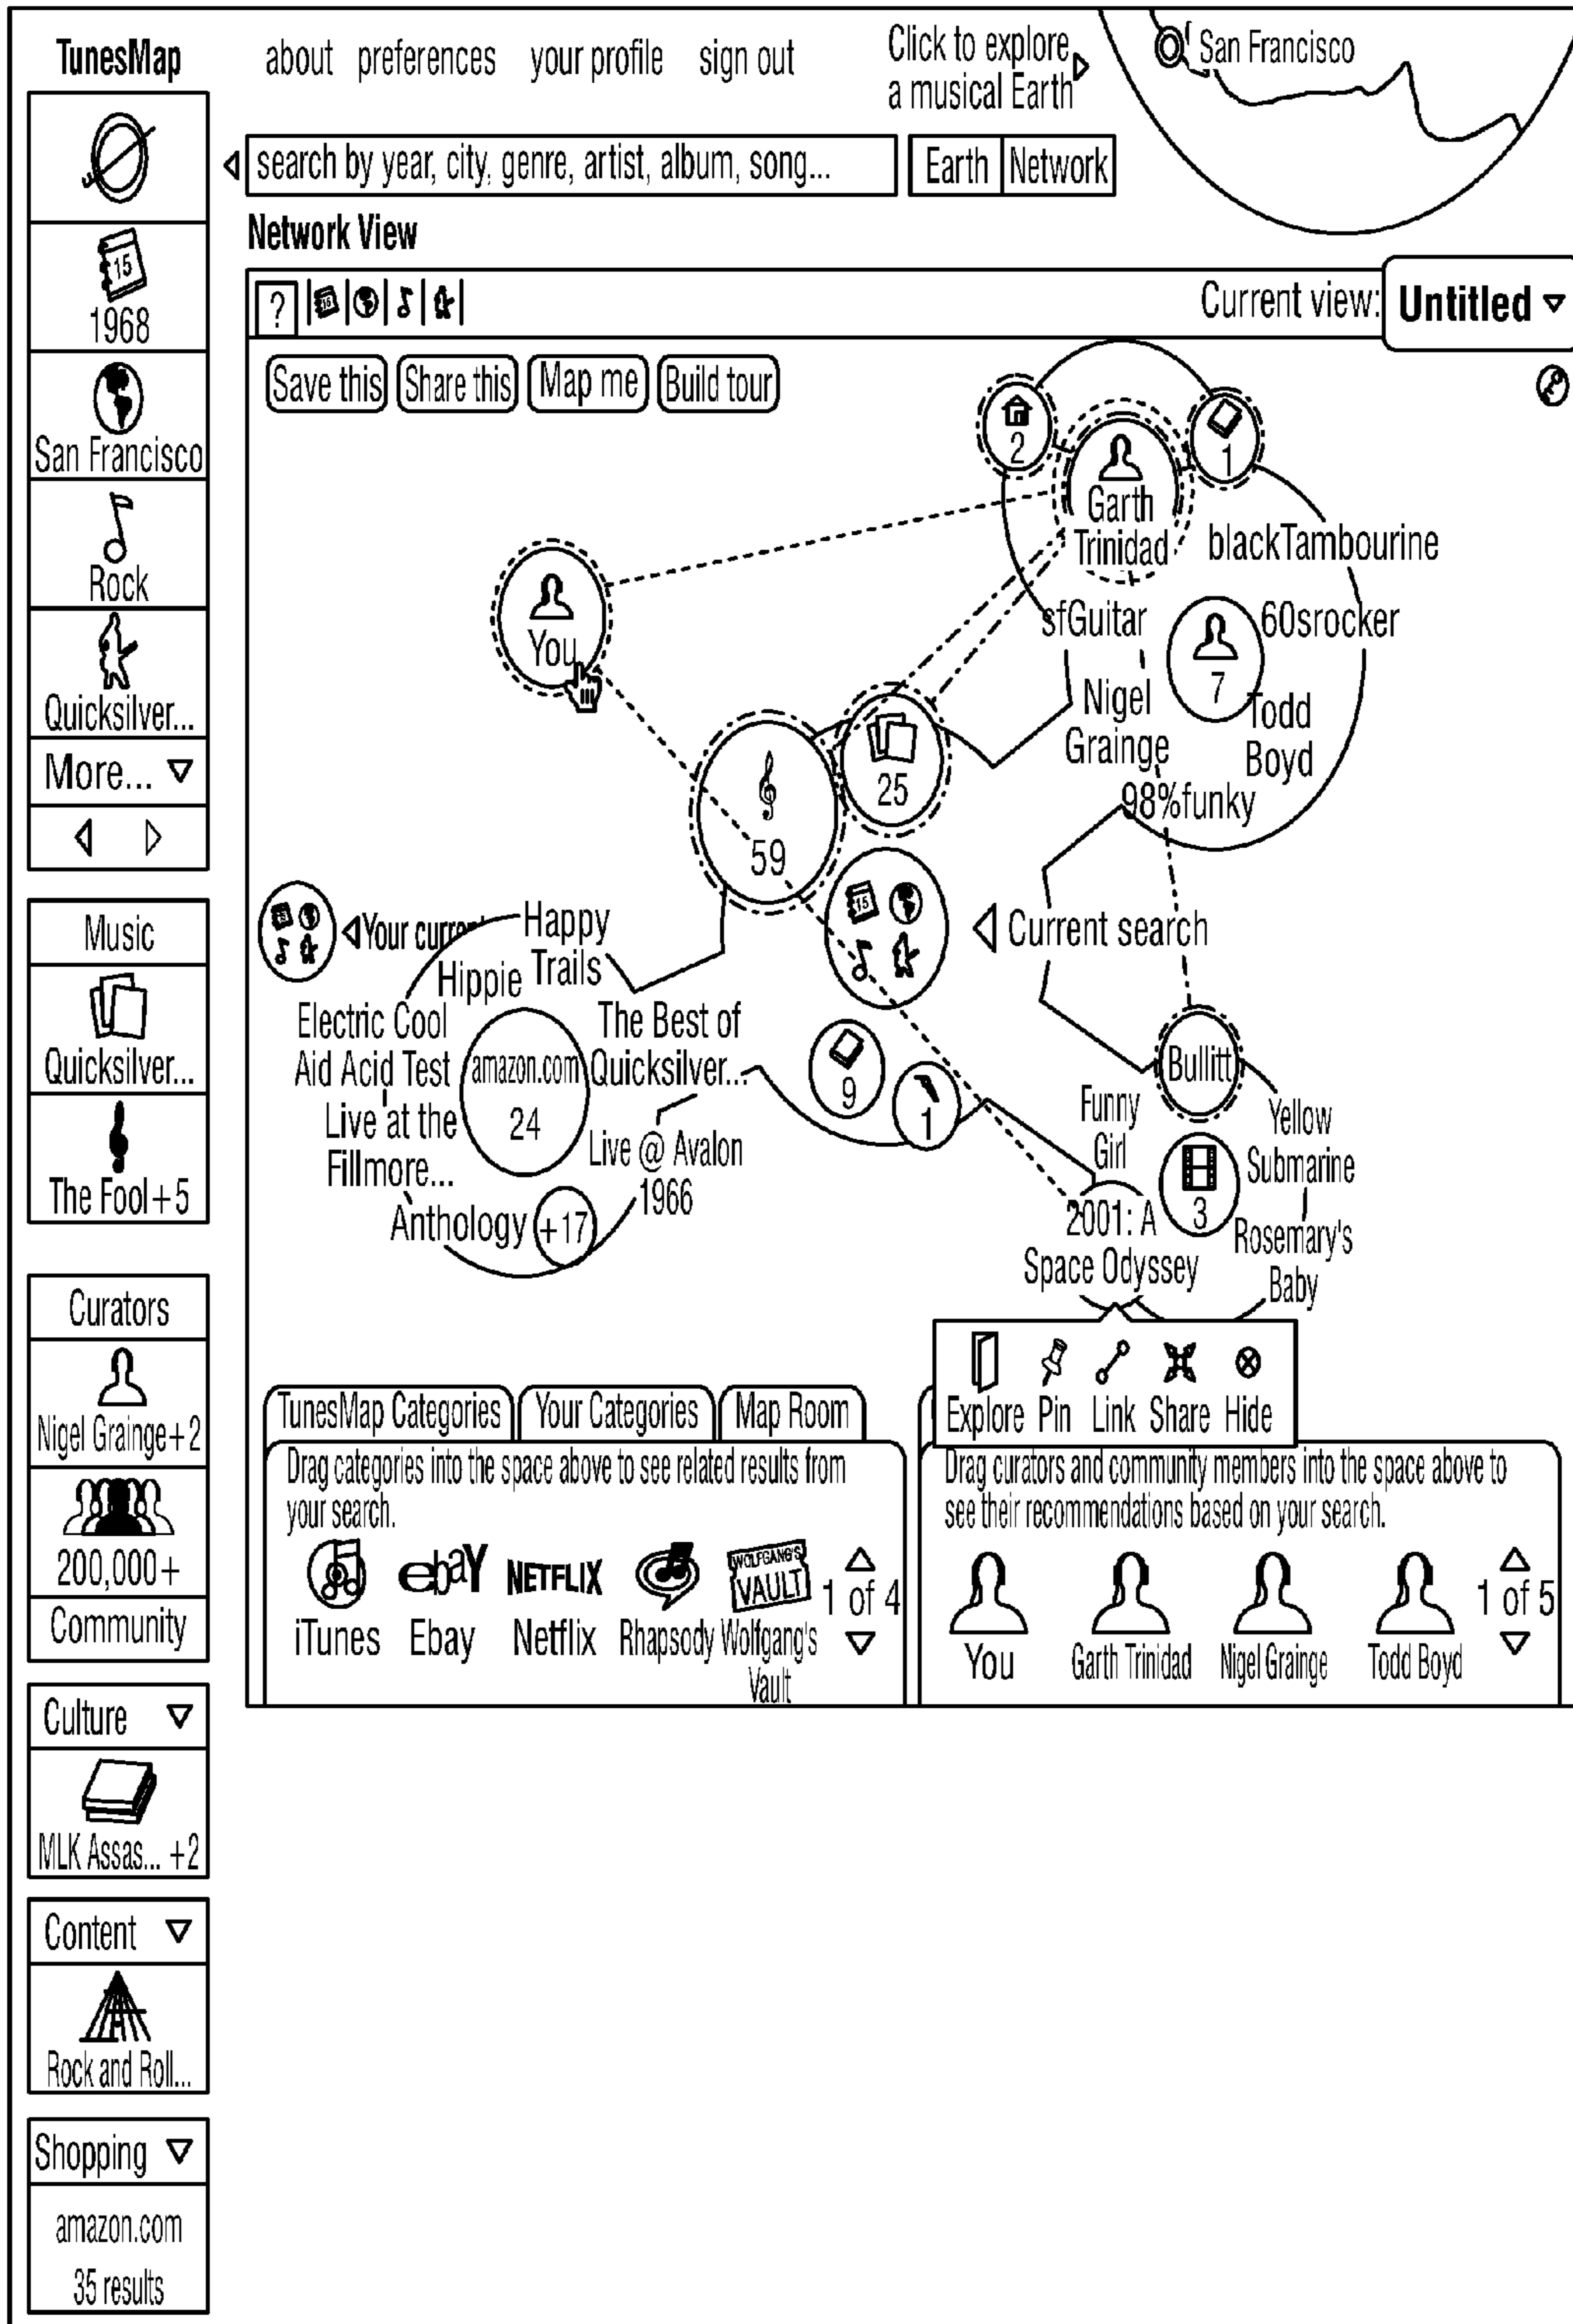 TunesMap
about preferences your profile sign out
Click to explore
a musical Earth
San Francisco
search by year, city, genre, artist, album, song...
Earth
Network
Network View
15
1968
San Francisco
Rock
Quicksilver...
More...
Music
Quicksilver...
The Fool+5
Curators
Nigel Grainge+2
200,000+
Community
Culture
MLK Assas... +2
Content
Rock and Roll...
Shopping
amazon.com
35 results
?
Current view:
Untitled
Save this
Share this
Map me
Build tour
2
1
Garth
Trinidad
blackTambourine
You
sfGuitar
60srocker
7
Nigel
Grainge
Todd
Boyd
98%funky
25
59
15
Current search
Your curren
Happy
Trails
Hippie
Electric Cool
Aid Acid Test
amazon.com
24
The Best of
Quicksilver...
Live at the
Fillmore...
Live @ Avalon
1966
Anthology
+17
9
1
Bullitt
Funny
Girl
Yellow
Submarine
3
2001: A
Space Odyssey
Rosemary's
Baby
Explore Pin Link Share Hide
TunesMap Categories
Your Categories
Map Room
Drag categories into the space above to see related results from
your search.
ebaY
NETFLIX
WOLFGANG'S
VAULT
iTunes Ebay Netflix Rhapsody Wolfgang's
Vault
1 of 4
Drag curators and community members into the space above to
see their recommendations based on your search.
You Garth Trinidad Nigel Grainge Todd Boyd
1 of 5